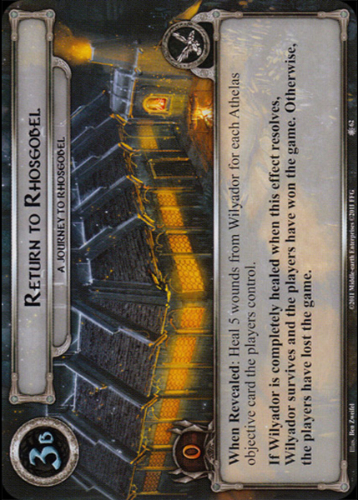 3B
RETURN TO RHOSGOBEL
A JOURNEY TO RHOSGOBEL
0
When Revealed: Heal 5 wounds from Wilyador for each Athelas
objective card the players control.
If Wilyador is completely healed when this effect resolves,
Wilyador survives and the players have won the game. Otherwise,
the players have lost the game.
Illus. Ben Zweifel ©2011 Middle-earth Enterprises ©2011 FFG 62